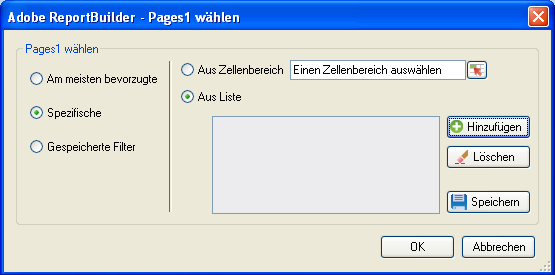 Adobe ReportBuilder - Pages1 wählen
Pages1 wählen
Am meisten bevorzugte
Spezifische
Gespeicherte Filter
Aus Zellenbereich
Einen Zellenbereich auswählen
Aus Liste
Hinzufügen
Löschen
Speichern
OK
Abbrechen